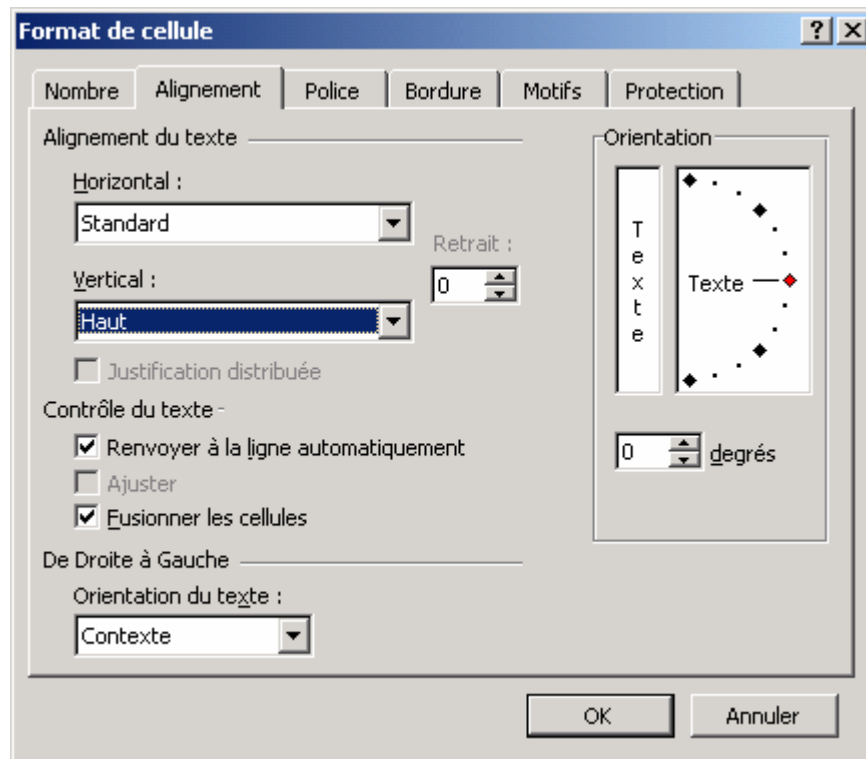 Format de cellule
Nombre Alignement Police Bordure Motifs Protection
Alignement du texte
Horizontal :
Standard
Retrait :
0
Vertical :
Haut
Justification distribuée
Contrôle du texte
Renvoyer à la ligne automatiquement
Ajuster
Fusionner les cellules
De Droite à Gauche
Orientation du texte :
Contexte
Orientation
Texte
Texte
0 degrés
OK Annuler